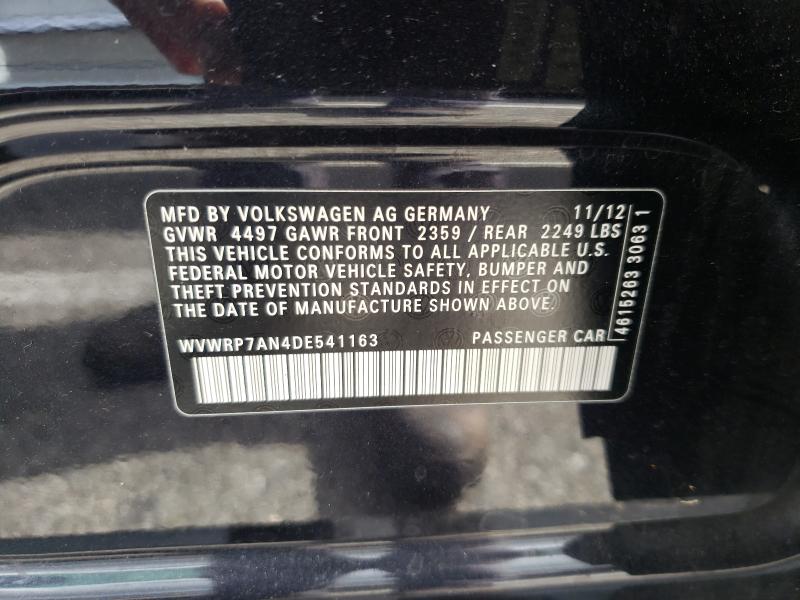 MFD BY VOLKSWAGEN AG GERMANY 11/12
GVWR 4497 GAWR FRONT 2359 / REAR 2249 LBS
THIS VEHICLE CONFORMS TO ALL APPLICABLE U.S.
FEDERAL MOTOR VEHICLE SAFETY, BUMPER AND
THEFT PREVENTION STANDARDS IN EFFECT ON
THE DATE OF MANUFACTURE SHOWN ABOVE.
WVWRP7AN4DE541163 PASSENGER CAR
4615263 3063 1